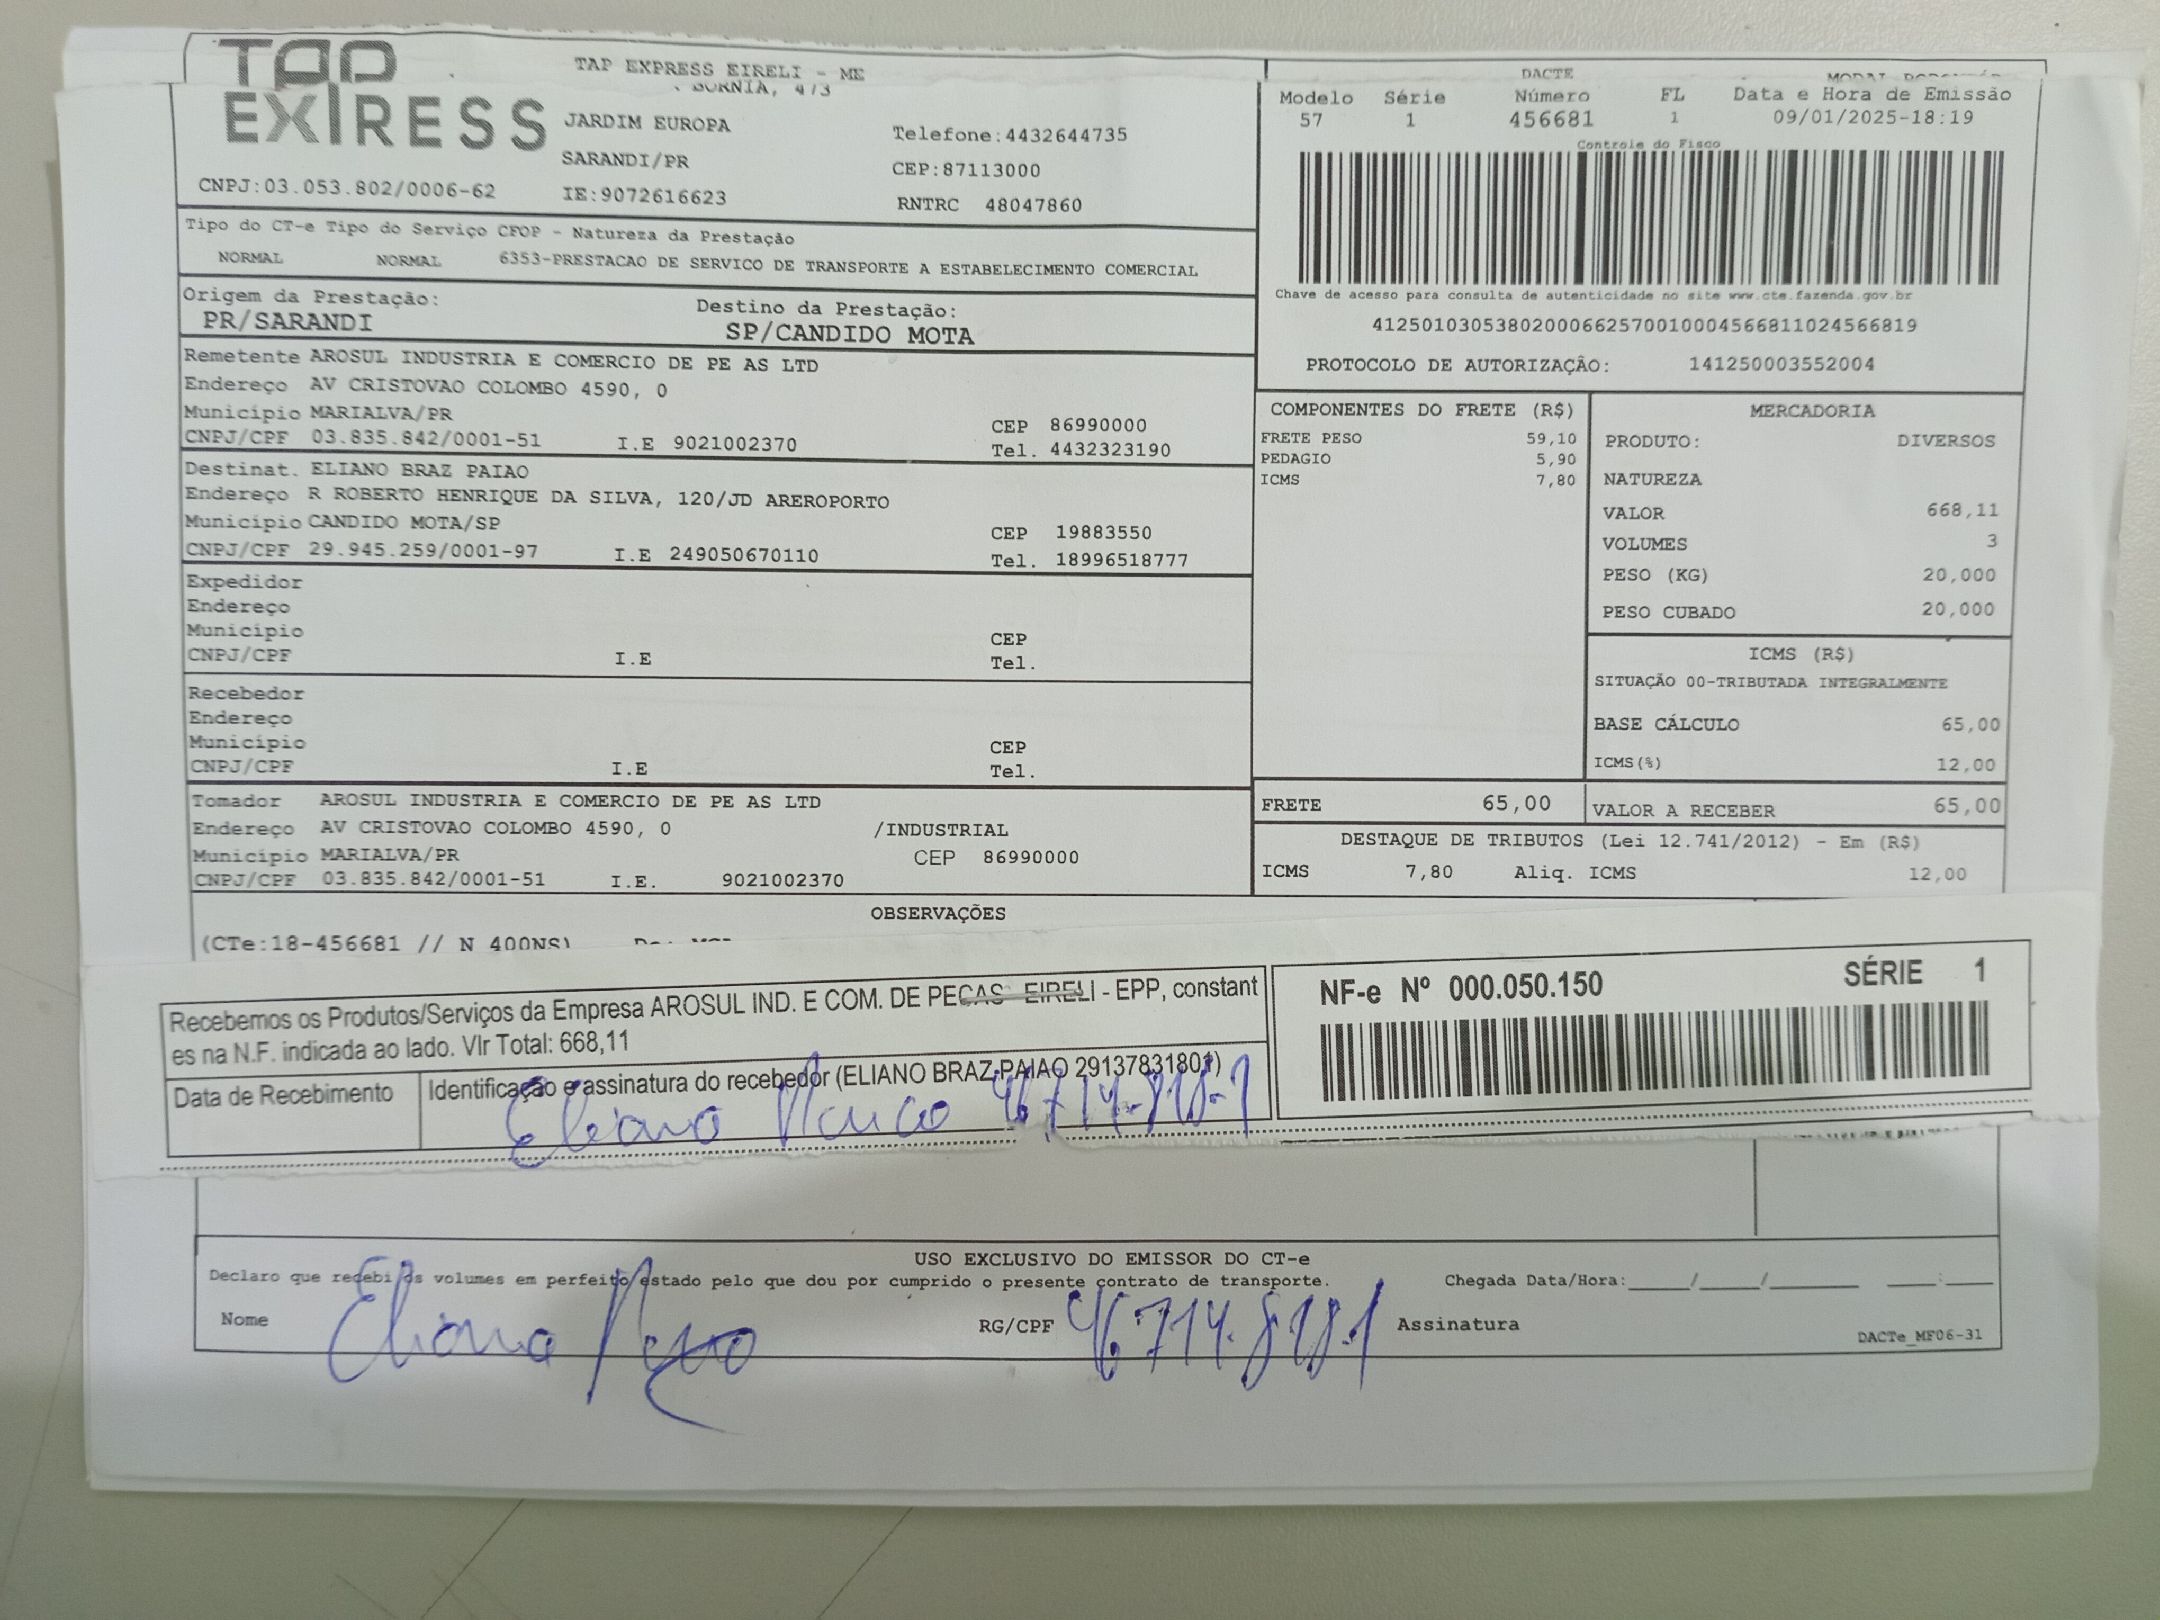 TAP
EXPRESS
TAP EXPRESS EIRELI - ME
JARDIM EUROPA
Telefone:4432644735
SARANDI/PR
CEP:87113000
CNPJ:03.053.802/0006-62
IE:9072616623
RNTRC 48047860
DACTE
Modelo Série Número FL Data e Hora de Emissão
57 1 456681 1 09/01/2025-18:19
Controle do Fisco
Chave de acesso para consulta de autenticidade no site www.cte.fazenda.gov.br
41250103053802000662570010004566811024566819
PROTOCOLO DE AUTORIZAÇÃO: 141250003552004
Tipo do CT-e Tipo do Serviço CFOP - Natureza da Prestação
NORMAL NORMAL 6353-PRESTACAO DE SERVICO DE TRANSPORTE A ESTABELECIMENTO COMERCIAL
Origem da Prestação: Destino da Prestação:
PR/SARANDI SP/CANDIDO MOTA
Remetente AROSUL INDUSTRIA E COMERCIO DE PE AS LTD
Endereço AV CRISTOVAO COLOMBO 4590, 0
Município MARIALVA/PR CEP 86990000
CNPJ/CPF 03.835.842/0001-51 I.E 9021002370 Tel. 4432323190
Destinat. ELIANO BRAZ PAIAO
Endereço R ROBERTO HENRIQUE DA SILVA, 120/JD AREROPORTO
Município CANDIDO MOTA/SP CEP 19883550
CNPJ/CPF 29.945.259/0001-97 I.E 249050670110 Tel. 18996518777
Expedidor
Endereço
Município CEP
CNPJ/CPF I.E Tel.
Recebedor
Endereço
Município CEP
CNPJ/CPF I.E Tel.
Tomador AROSUL INDUSTRIA E COMERCIO DE PE AS LTD
Endereço AV CRISTOVAO COLOMBO 4590, 0 /INDUSTRIAL
Município MARIALVA/PR CEP 86990000
CNPJ/CPF 03.835.842/0001-51 I.E. 9021002370
COMPONENTES DO FRETE (R$)
FRETE PESO 59,10
PEDAGIO 5,90
ICMS 7,80
MERCADORIA
PRODUTO: DIVERSOS
NATUREZA
VALOR 668,11
VOLUMES 3
PESO (KG) 20,000
PESO CUBADO 20,000
ICMS (R$)
SITUAÇÃO 00-TRIBUTADA INTEGRALMENTE
BASE CÁLCULO 65,00
ICMS(%) 12,00
FRETE 65,00 VALOR A RECEBER 65,00
DESTAQUE DE TRIBUTOS (Lei 12.741/2012) - Em (R$)
ICMS 7,80 Aliq. ICMS 12,00
OBSERVAÇÕES
(CTe:18-456681 // N 400NS)
Recebemos os Produtos/Serviços da Empresa AROSUL IND. E COM. DE PEÇAS EIRELI - EPP, constant
es na N.F. indicada ao lado. Vlr Total: 668,11
Data de Recebimento Identificação e assinatura do recebedor (ELIANO BRAZ PAIAO 29137831801)
46.714.818-1
NF-e Nº 000.050.150 SÉRIE 1
USO EXCLUSIVO DO EMISSOR DO CT-e
Declaro que recebi os volumes em perfeito estado pelo que dou por cumprido o presente contrato de transporte. Chegada Data/Hora:____/____/______ ____:____
Nome RG/CPF 46.714.818-1 Assinatura
DACTe_MF06-31